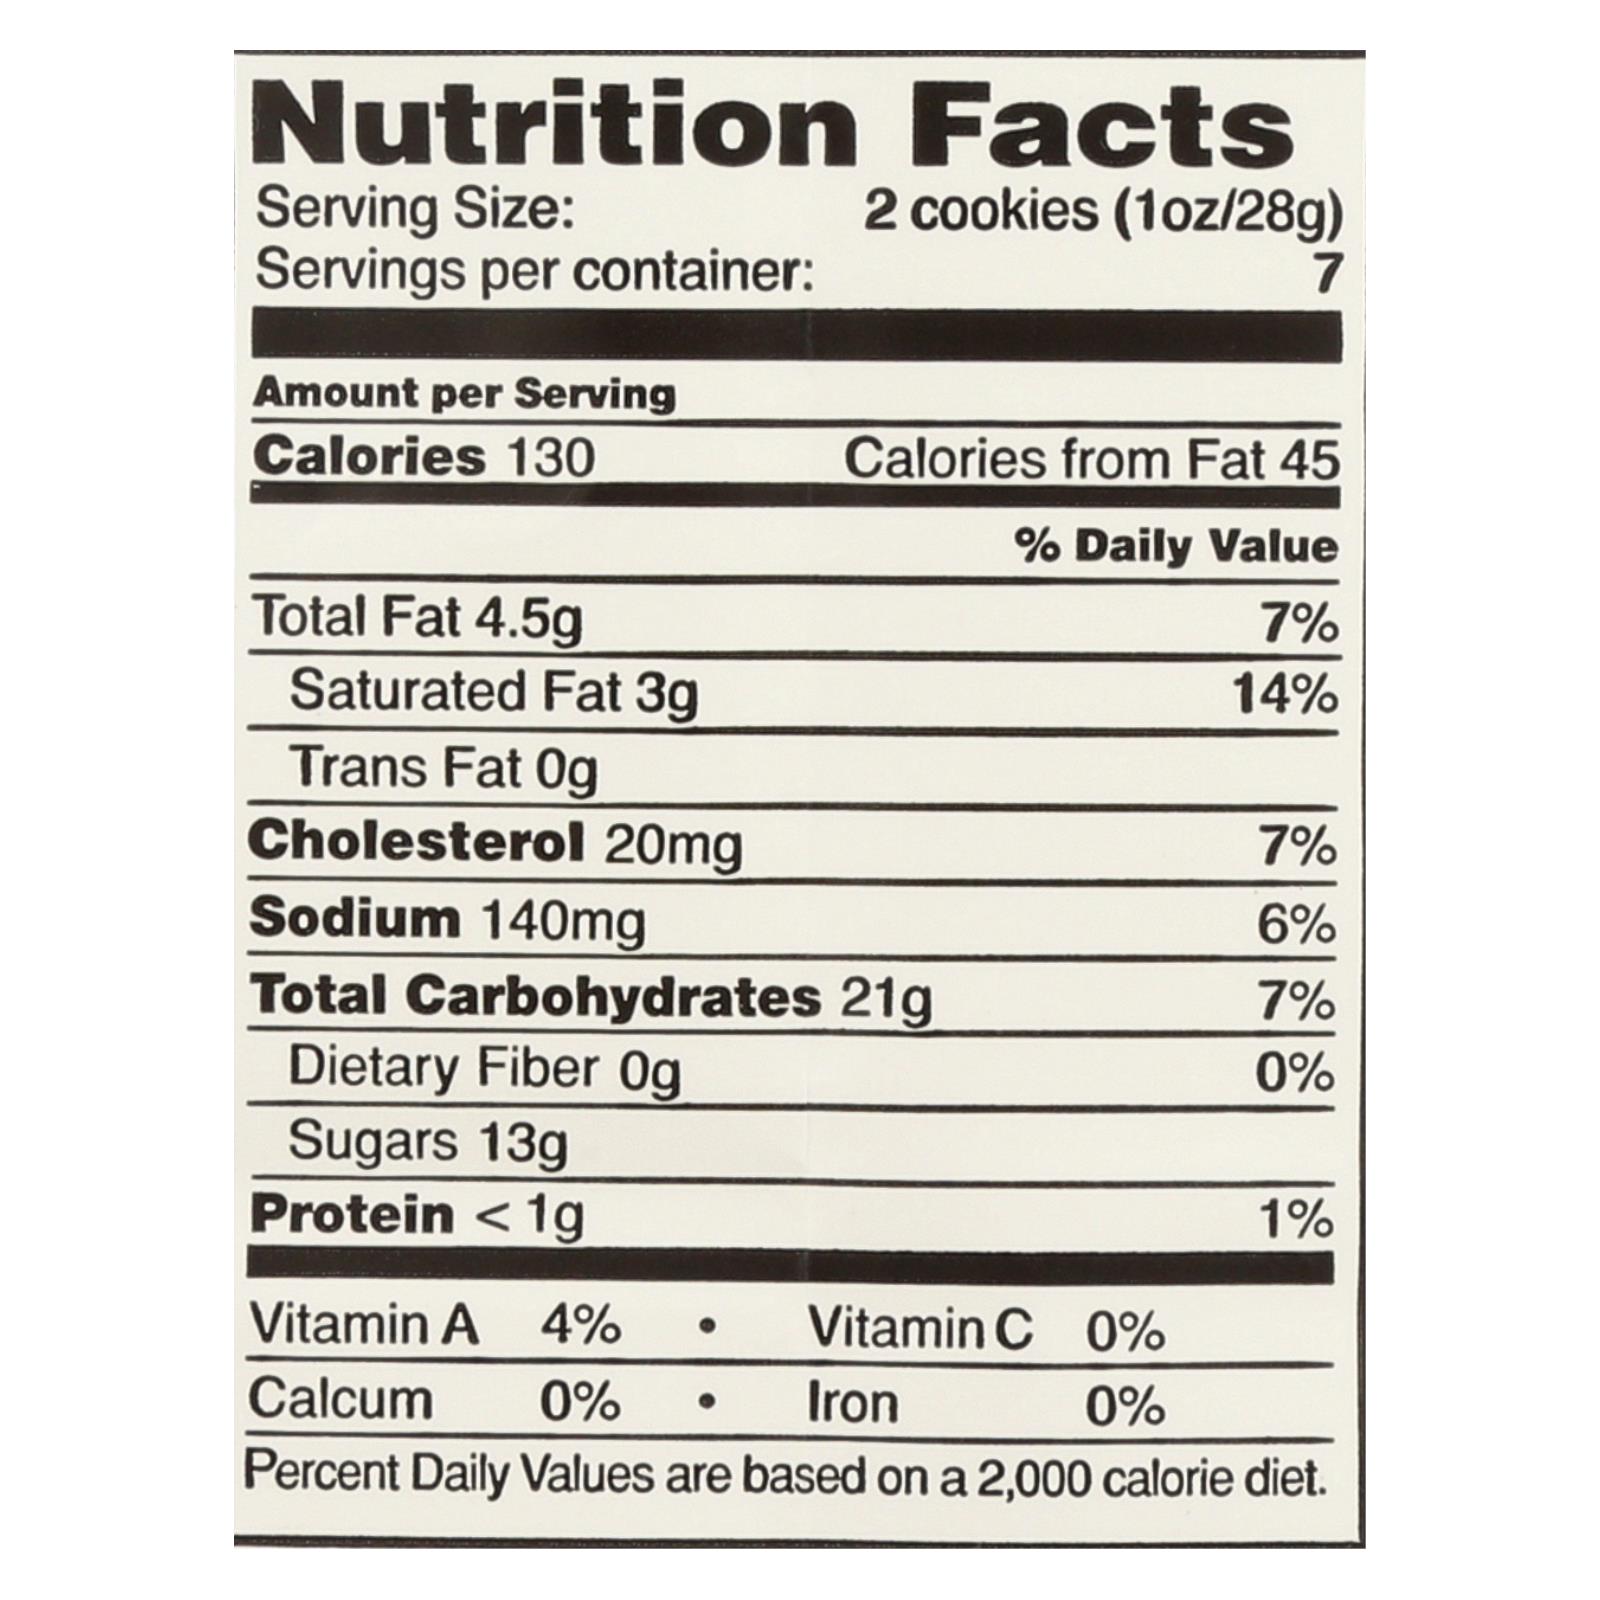 Nutrition Facts
Serving Size: 2 cookies (1oz/28g)
Servings per container: 7
Amount per Serving
Calories 130 Calories from Fat 45
% Daily Value
Total Fat 4.5g 7%
Saturated Fat 3g 14%
Trans Fat 0g
Cholesterol 20mg 7%
Sodium 140mg 6%
Total Carbohydrates 21g 7%
Dietary Fiber 0g 0%
Sugars 13g
Protein < 1g 1%
Vitamin A 4% • Vitamin C 0%
Calcum 0% • Iron 0%
Percent Daily Values are based on a 2,000 calorie diet.